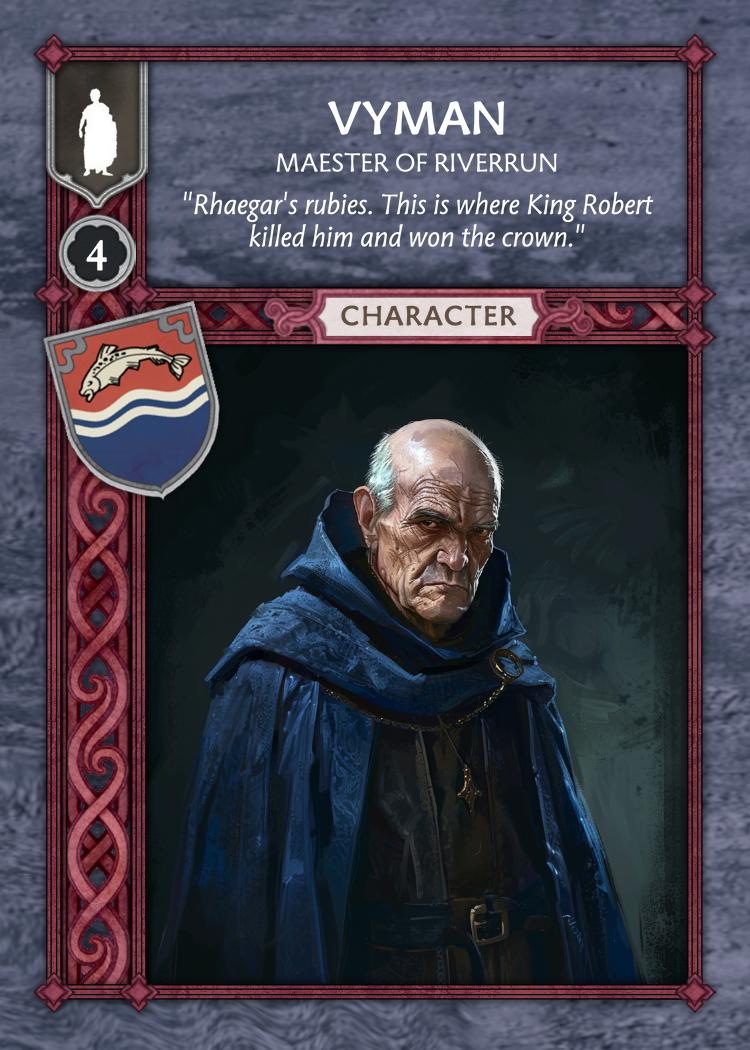 VYMAN
MAESTER OF RIVERRUN
"Rhaegar's rubies. This is where King Robert
killed him and won the crown."
4
CHARACTER